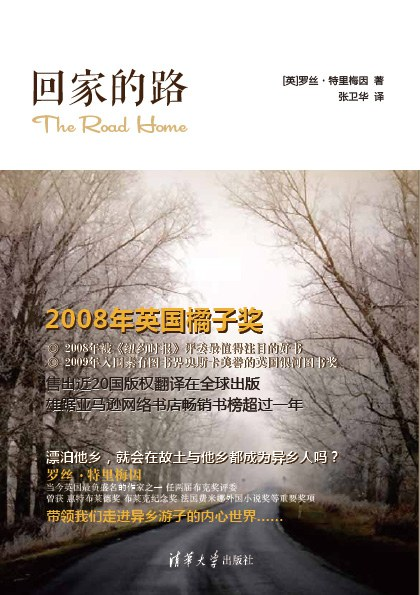 回家的路
The Road Home
[英]罗丝·特里梅因 著
张卫华 译
2008年英国橘子奖
◎ 2008年被《纽约时报》评委最值得注目的好书
◎ 2009年入围素有图书界奥斯卡美誉的英国银河图书奖
售出近20国版权翻译在全球出版
雄踞亚马逊网络书店畅销书榜超过一年
漂泊他乡，就会在故土与他乡都成为异乡人吗？
罗丝·特里梅因
当今英国最负盛名的作家之一 任两届布克奖评委
曾获 惠特布莱德奖 布莱克纪念奖 法国费米娜外国小说奖等重要奖项
带领我们走进异乡游子的内心世界……
清华大学出版社